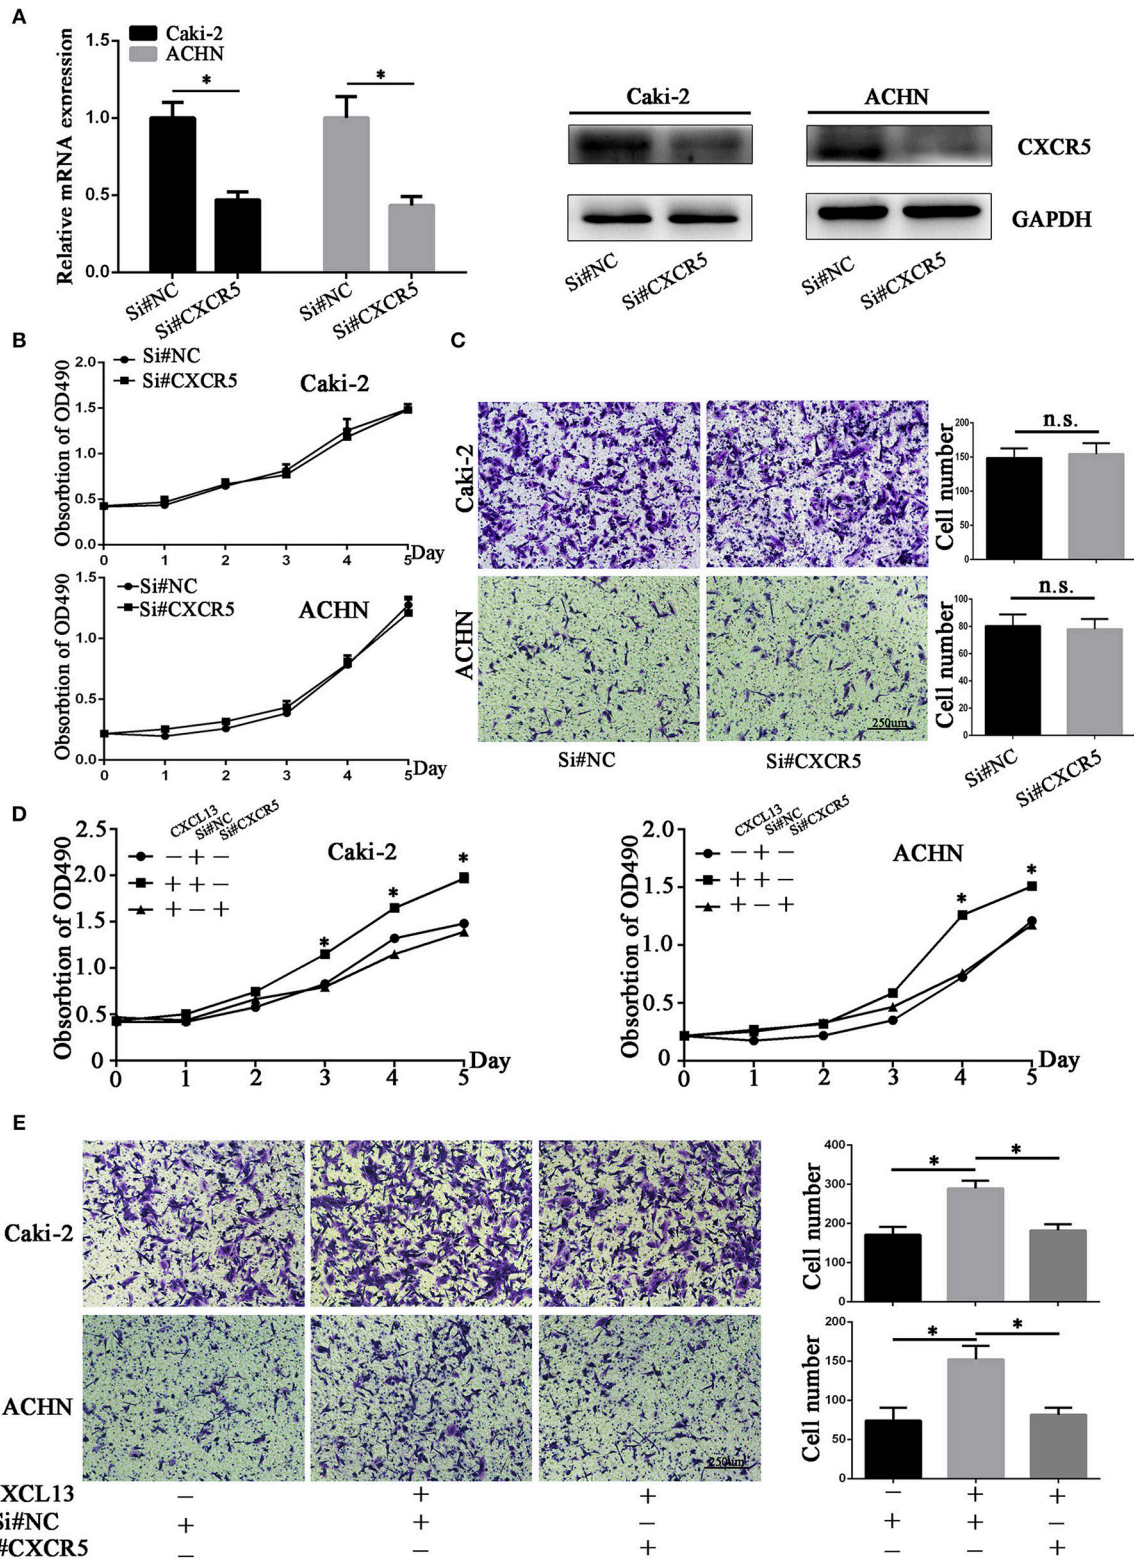 A
Relative mRNA expression
1.5
1.0
0.5
0.0
Caki-2
ACHN
*
*
Si#NC
Si#CXCR5
Si#NC
Si#CXCR5
Caki-2
ACHN
CXCR5
GAPDH
Si#NC
Si#CXCR5
Si#NC
Si#CXCR5
B
Obsorbtion of OD490
2.0
1.5
1.0
0.5
0
Si#NC
Si#CXCR5
Caki-2
0 1 2 3 4 5 Day
Obsorbtion of OD490
1.5
1.0
0.5
0
Si#NC
Si#CXCR5
ACHN
0 1 2 3 4 5 Day
C
Caki-2
ACHN
250um
Si#NC
Si#CXCR5
Cell number
200
150
100
50
0
n.s.
Cell number
100
80
60
40
20
0
n.s.
Si#NC
Si#CXCR5
D
Obsorbtion of OD490
2.5
2.0
1.5
1.0
0.5
0
CXCL13 Si#NC Si#CXCR5
− + −
+ + −
+ − +
Caki-2
* * *
0 1 2 3 4 5 Day
Obsorbtion of OD490
2.0
1.5
1.0
0.5
0
CXCL13 Si#NC Si#CXCR5
− + −
+ + −
+ − +
ACHN
* *
0 1 2 3 4 5 Day
E
Caki-2
ACHN
250um
Cell number
400
300
200
100
0
* *
Cell number
200
150
100
50
0
* *
XCL13 − + + − + +
Si#NC + + − + + −
#CXCR5 − − + − − +